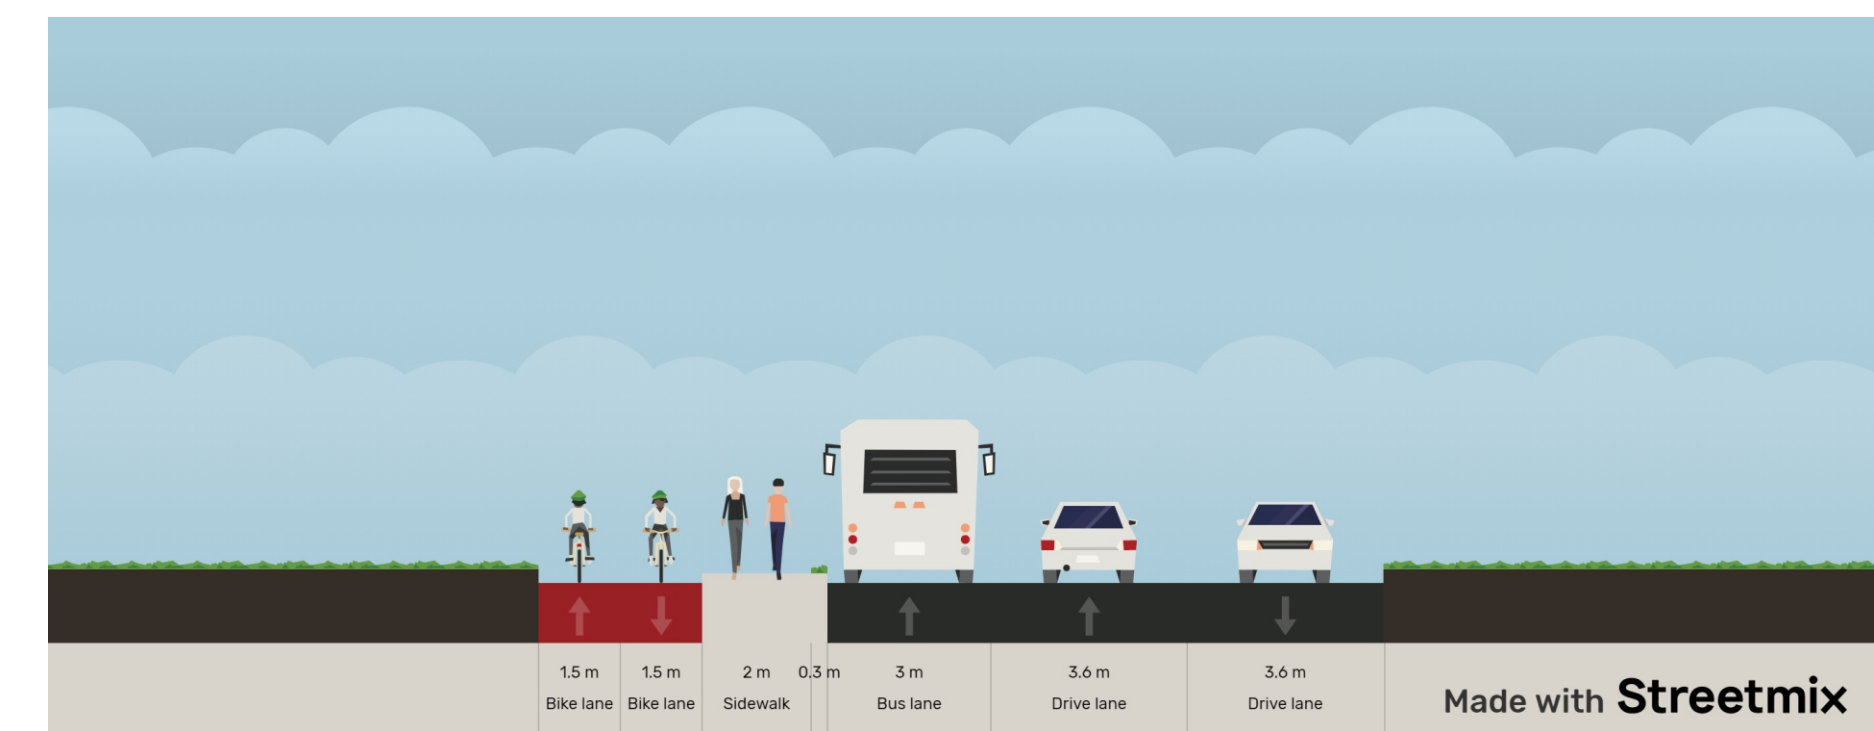 1.5 m 1.5 m 2 m 0.3 m 3 m 3.6 m 3.6 m
Bike lane Bike lane Sidewalk Bus lane Drive lane Drive lane
Made with Streetmix